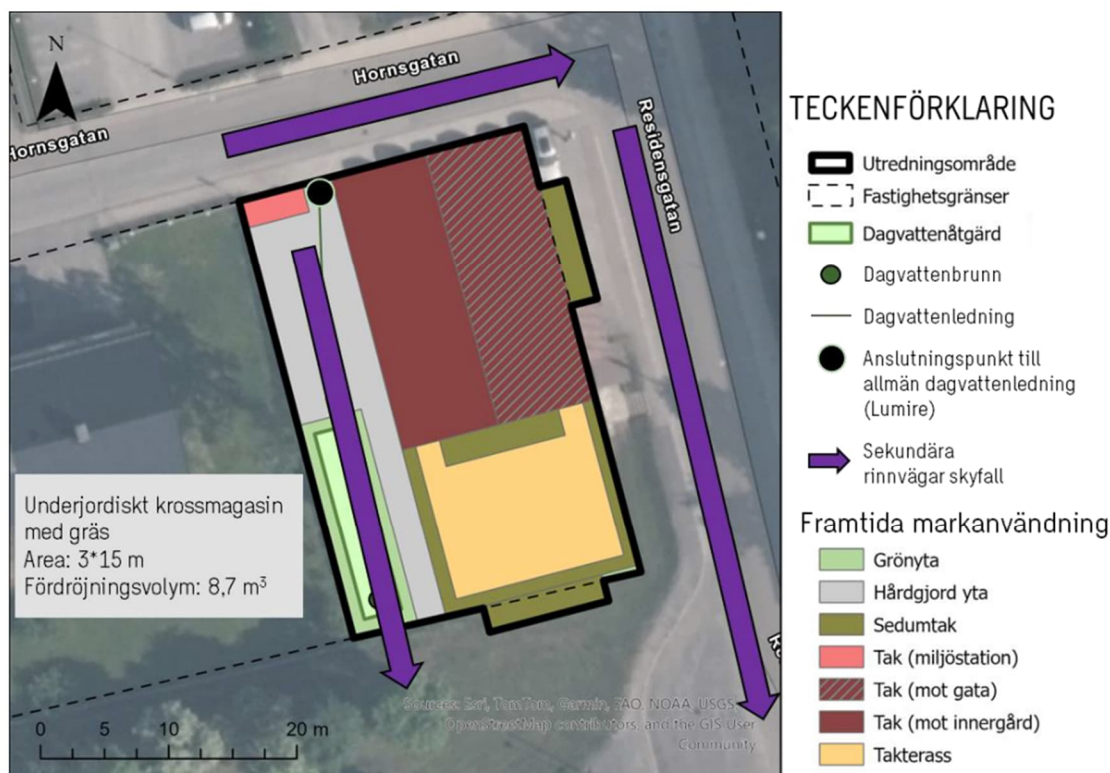 N
Hornsgatan
Hornsgatan
Residensgatan
Underjordiskt krossmagasin
med gräs
Area: 3*15 m
Fördröjningsvolym: 8,7 m³
Sources: Esri, TomTom, Garmin, FAO, NOAA, USGS,
OpenStreetMap contributors, and the GIS User
Community
0 5 10 20 m
TECKENFÖRKLARING
Utredningsområde
Fastighetsgränser
Dagvattenåtgärd
Dagvattenbrunn
Dagvattenledning
Anslutningspunkt till
allmän dagvattenledning
(Lumire)
Sekundära
rinnvägar skyfall
Framtida markanvändning
Grönyta
Hårdgjord yta
Sedumtak
Tak (miljöstation)
Tak (mot gata)
Tak (mot innergård)
Takterass